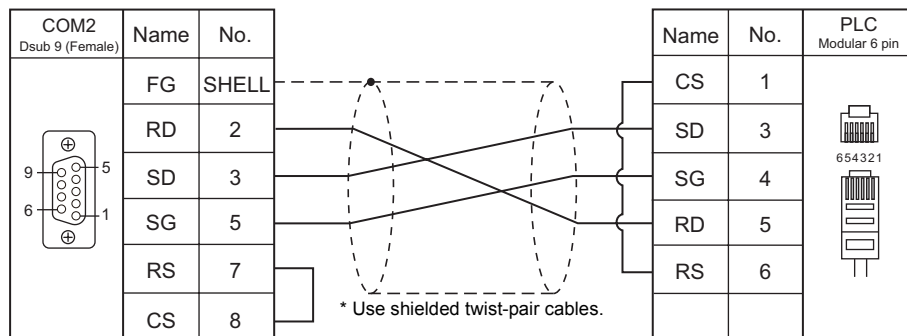 COM2
Dsub 9 (Female)
Name No.
FG SHELL
RD 2
SD 3
SG 5
RS 7
CS 8
9 5
6 1
* Use shielded twist-pair cables.
Name No.
CS 1
SD 3
SG 4
RD 5
RS 6
PLC
Modular 6 pin
654321